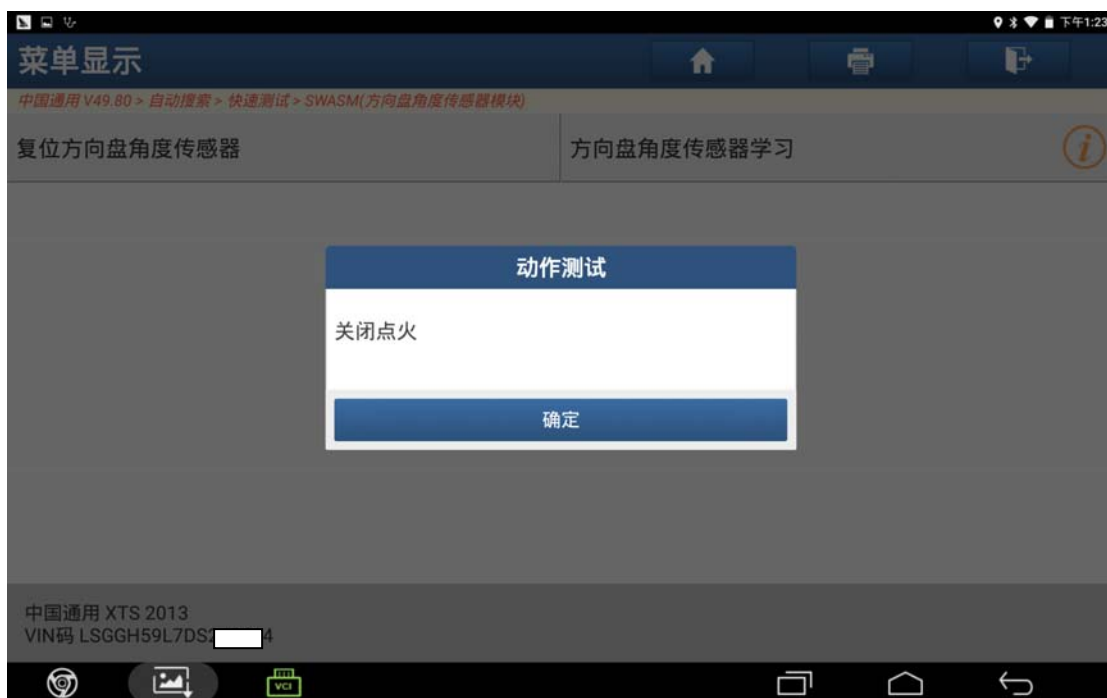 下午1:23
菜单显示
中国通用 V49.80 > 自动搜索 > 快速测试 > SWASM(方向盘角度传感器模块)
复位方向盘角度传感器
方向盘角度传感器学习
i
动作测试
关闭点火
确定
中国通用 XTS 2013
VIN码 LSGGH59L7DS2 4
VCI